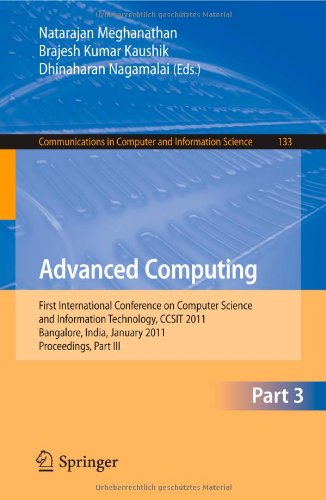 Urheberrechtlich geschütztes Material
Natarajan Meghanathan
Brajesh Kumar Kaushik
Dhinaharan Nagamalai (Eds.)
Communications in Computer and Information Science 133
Advanced Computing
First International Conference on Computer Science
and Information Technology, CCSIT 2011
Bangalore, India, January 2011
Proceedings, Part III
Part 3
Springer
Urheberrechtlich geschütztes Material